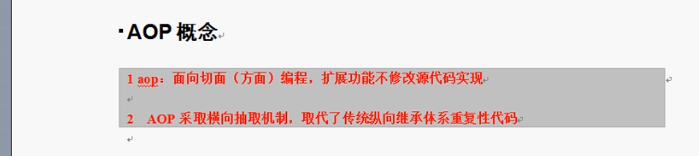 AOP 概念
1 aop：面向切面（方面）编程，扩展功能不修改源代码实现
2 AOP 采取横向抽取机制，取代了传统纵向继承体系重复性代码